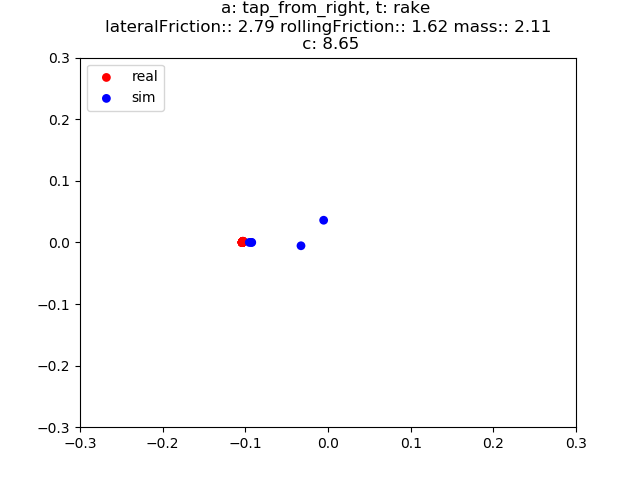 a: tap_from_right, t: rake
lateralFriction:: 2.79 rollingFriction:: 1.62 mass:: 2.11
c: 8.65
real
sim
0.3
0.2
0.1
0.0
−0.1
−0.2
−0.3
−0.3 −0.2 −0.1 0.0 0.1 0.2 0.3